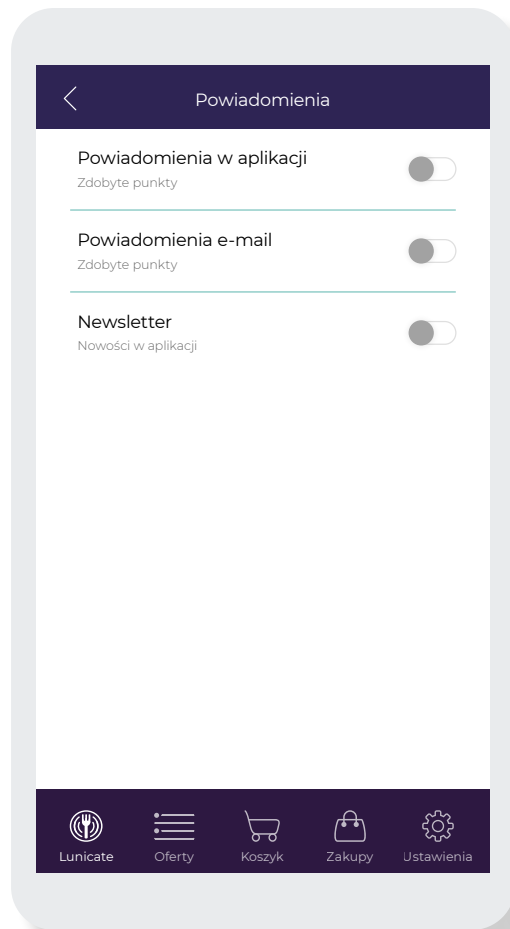 Powiadomienia
Powiadomienia w aplikacji
Zdobyte punkty
Powiadomienia e-mail
Zdobyte punkty
Newsletter
Nowości w aplikacji
Lunicate Oferty Koszyk Zakupy Ustawienia